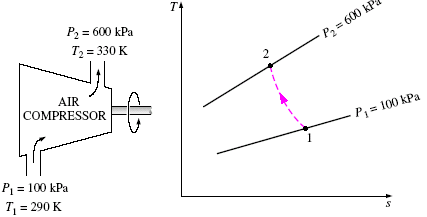 P₂ = 600 kPa
T₂ = 330 K
AIR
COMPRESSOR
P₁ = 100 kPa
T₁ = 290 K
T
P₂ = 600 kPa
2
P₁ = 100 kPa
1
s